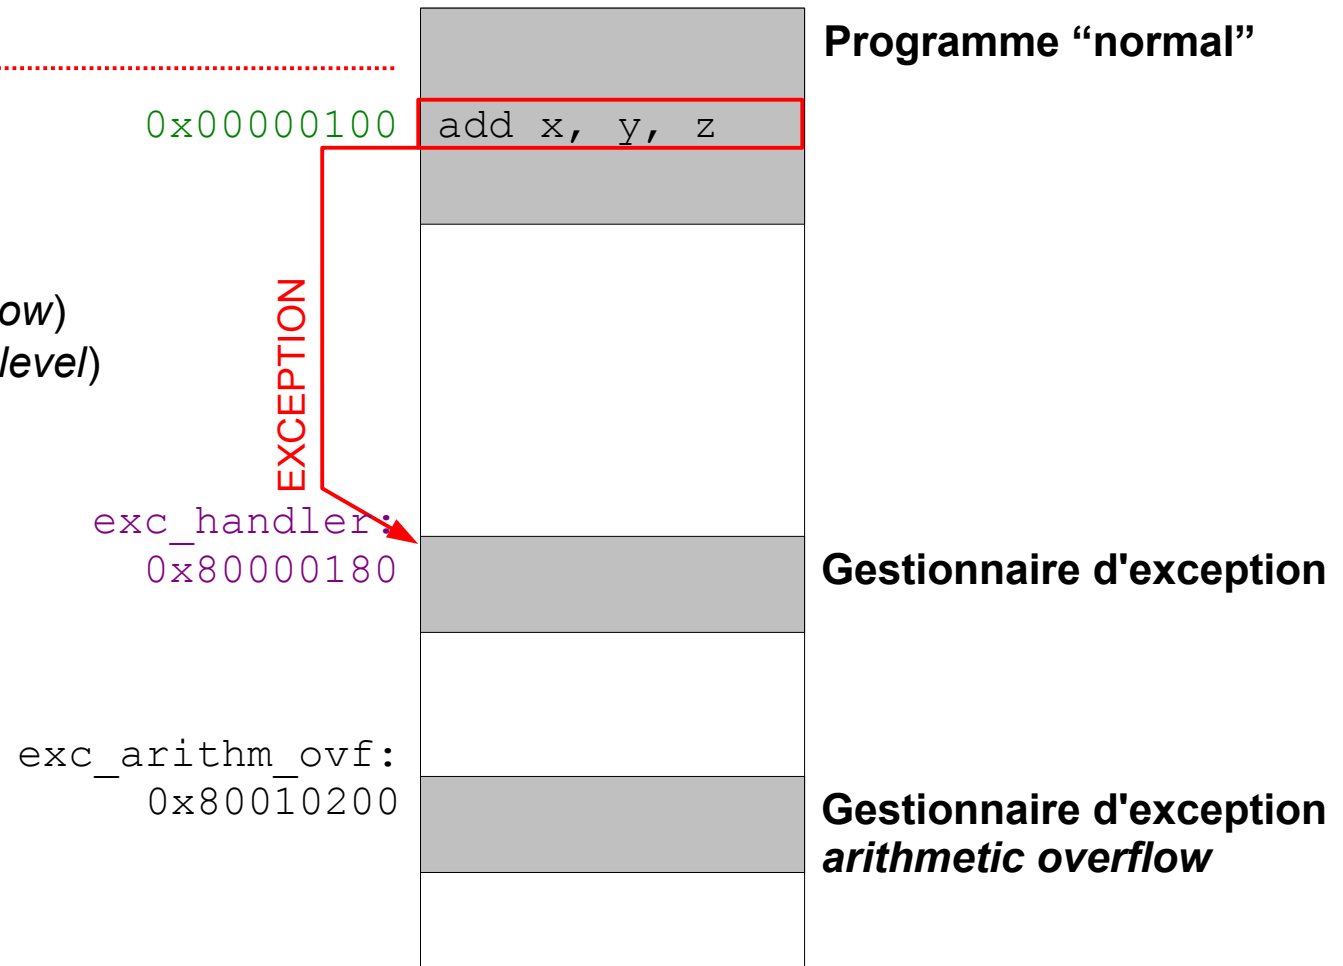 Programme “normal”
0x00000100 add x, y, z
ow)
level)
EXCEPTION
exc_handler:
0x80000180
Gestionnaire d'exception
exc_arithm_ovf:
0x80010200
Gestionnaire d'exception
arithmetic overflow